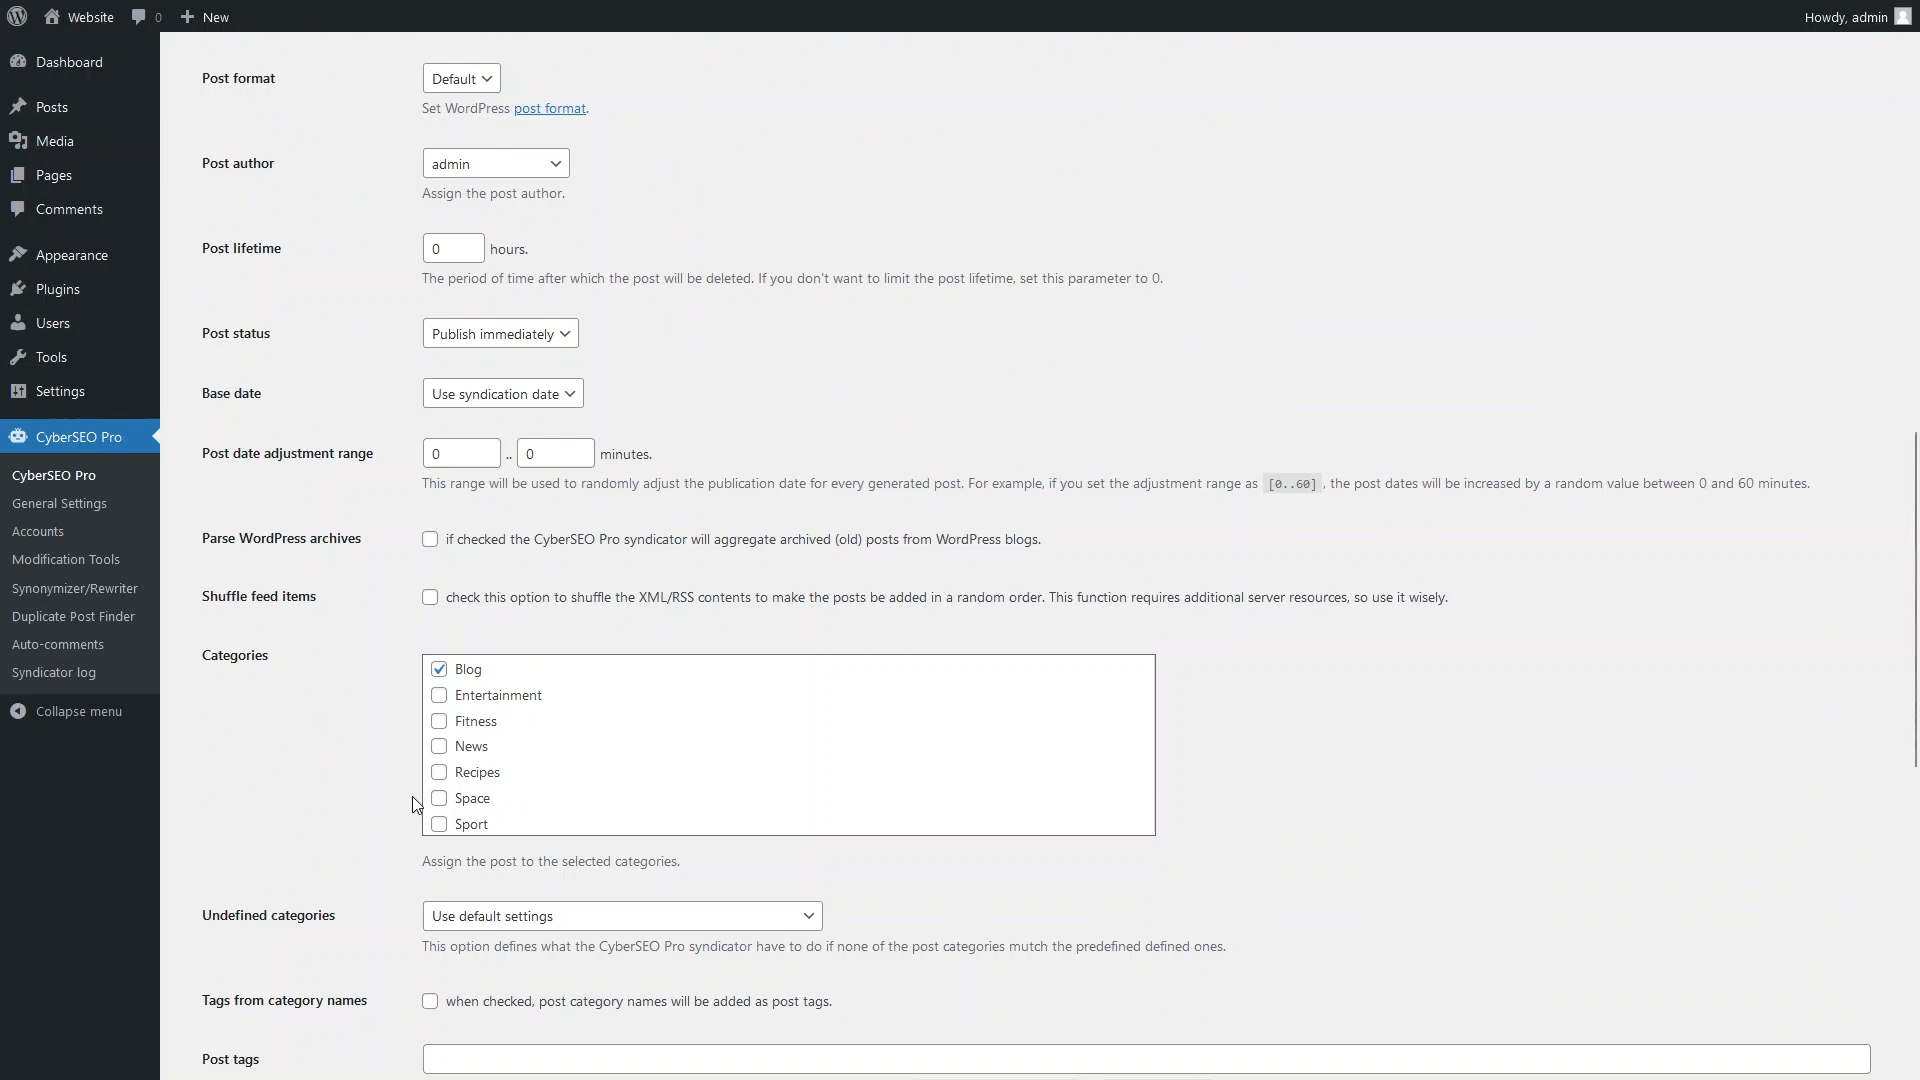 Website
0
New
Howdy, admin
Dashboard
Posts
Media
Pages
Comments
Appearance
Plugins
Users
Tools
Settings
CyberSEO Pro
CyberSEO Pro
General Settings
Accounts
Modification Tools
Synonymizer/Rewriter
Duplicate Post Finder
Auto-comments
Syndicator log
Collapse menu
Post format
Default
Set WordPress post format.
Post author
admin
Assign the post author.
Post lifetime
0 hours.
The period of time after which the post will be deleted. If you don't want to limit the post lifetime, set this parameter to 0.
Post status
Publish immediately
Base date
Use syndication date
Post date adjustment range
0 .. 0 minutes.
This range will be used to randomly adjust the publication date for every generated post. For example, if you set the adjustment range as [0..60] , the post dates will be increased by a random value between 0 and 60 minutes.
Parse WordPress archives
if checked the CyberSEO Pro syndicator will aggregate archived (old) posts from WordPress blogs.
Shuffle feed items
check this option to shuffle the XML/RSS contents to make the posts be added in a random order. This function requires additional server resources, so use it wisely.
Categories
Blog
Entertainment
Fitness
News
Recipes
Space
Sport
Assign the post to the selected categories.
Undefined categories
Use default settings
This option defines what the CyberSEO Pro syndicator have to do if none of the post categories mutch the predefined defined ones.
Tags from category names
when checked, post category names will be added as post tags.
Post tags